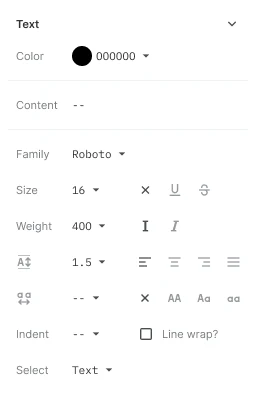 Text
Color 000000
Content --
Family Roboto
Size 16 U S
Weight 400 I I
A 1.5
aa -- AA Aa aa
Indent -- Line wrap?
Select Text